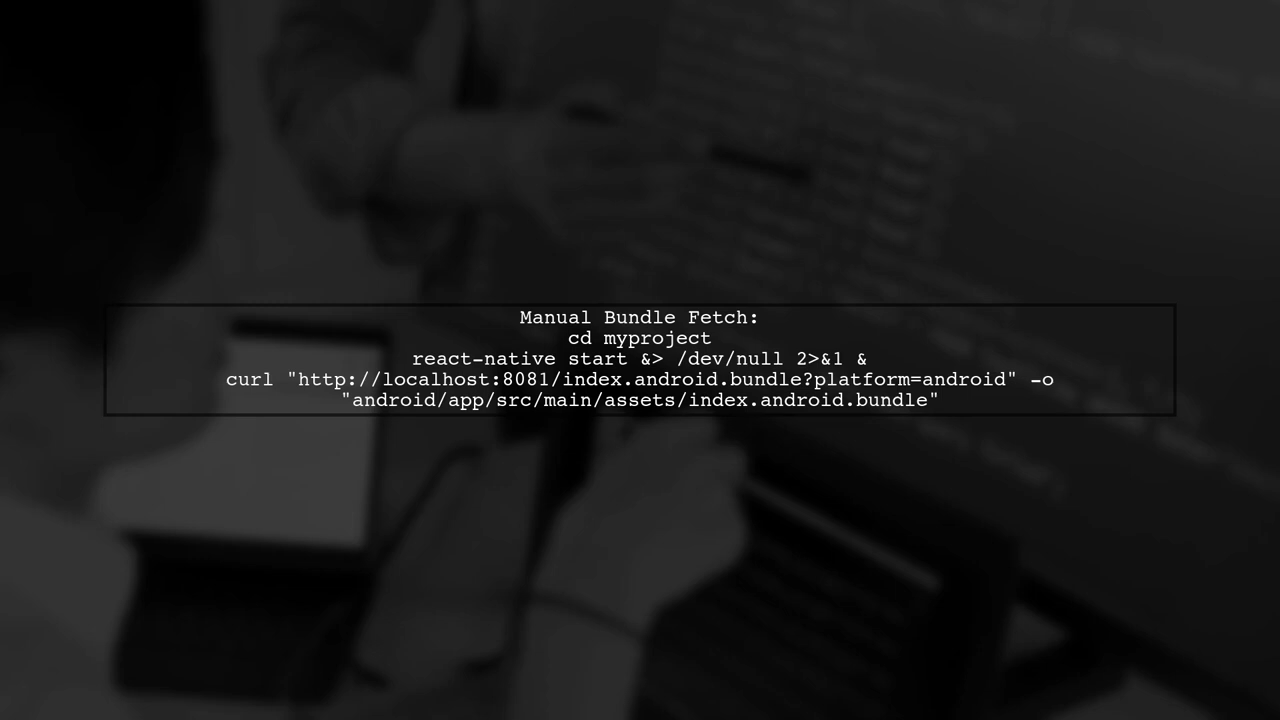 Manual Bundle Fetch:
cd myproject
react-native start &> /dev/null 2>&1 &
curl "http://localhost:8081/index.android.bundle?platform=android" -o
"android/app/src/main/assets/index.android.bundle"